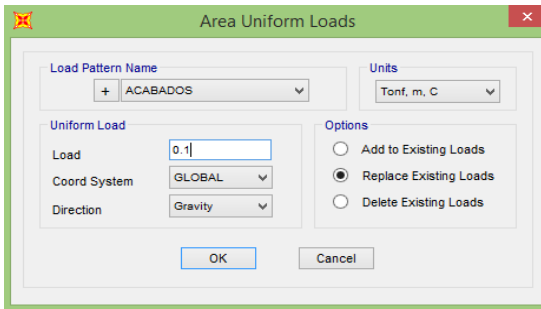 Area Uniform Loads
Load Pattern Name
+ ACABADOS
Units
Tonf, m, C
Uniform Load
Load 0.1
Coord System GLOBAL
Direction Gravity
Options
Add to Existing Loads
Replace Existing Loads
Delete Existing Loads
OK Cancel